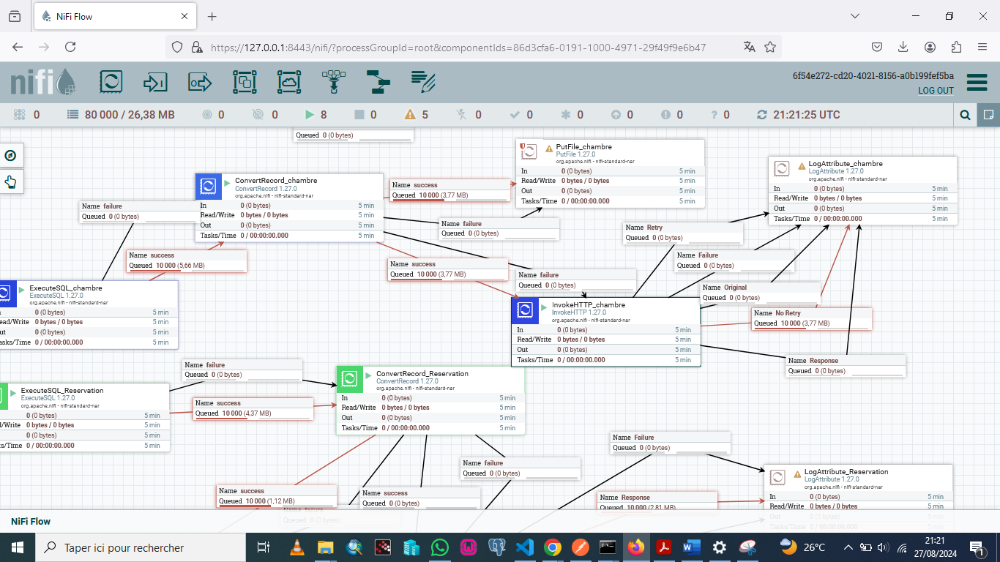 NiFi Flow
https://127.0.0.1:8443/nifi/?processGroupId=root&componentIds=86d3cfa6-0191-1000-4971-29f49f9e6b47
nifi
6f54e272-cd20-4021-8156-a0b199fef5ba
LOG OUT
0 80 000 / 26,38 MB 0 0 8 0 5 0 0 0 0 0 0 21:21:25 UTC
Queued 0 (0 bytes)
PutFile_chambre
PutFile 1.27.0
org.apache.nifi - nifi-standard-nar
In 0 (0 bytes) 5 min
Read/Write 0 bytes / 0 bytes 5 min
Out 0 (0 bytes) 5 min
Tasks/Time 0 / 00:00:00.000 5 min
LogAttribute_chambre
LogAttribute 1.27.0
org.apache.nifi - nifi-standard-nar
In 0 (0 bytes) 5 min
Read/Write 0 bytes / 0 bytes 5 min
Out 0 (0 bytes) 5 min
Tasks/Time 0 / 00:00:00.000 5 min
ConvertRecord_chambre
ConvertRecord 1.27.0
org.apache.nifi - nifi-standard-nar
In 0 (0 bytes) 5 min
Read/Write 0 bytes / 0 bytes 5 min
Out 0 (0 bytes) 5 min
Tasks/Time 0 / 00:00:00.000 5 min
Name success
Queued 10 000 (3,77 MB)
Name failure
Queued 0 (0 bytes)
Name failure
Queued 0 (0 bytes)
Name Retry
Queued 0 (0 bytes)
Name success
Queued 10 000 (5,66 MB)
Name success
Queued 10 000 (3,77 MB)
Name Failure
Queued 0 (0 bytes)
Name failure
Queued 0 (0 bytes)
Name Original
Queued 0 (0 bytes)
ExecuteSQL_chambre
ExecuteSQL 1.27.0
org.apache.nifi - nifi-standard-nar
0 (0 bytes) 5 min
ead/Write 0 bytes / 0 bytes 5 min
ut 0 (0 bytes) 5 min
asks/Time 0 / 00:00:00.000 5 min
InvokeHTTP_chambre
InvokeHTTP 1.27.0
org.apache.nifi - nifi-standard-nar
In 0 (0 bytes) 5 min
Read/Write 0 bytes / 0 bytes 5 min
Out 0 (0 bytes) 5 min
Tasks/Time 0 / 00:00:00.000 5 min
Name No Retry
Queued 10 000 (3,77 MB)
Name Response
Queued 0 (0 bytes)
Name failure
Queued 0 (0 bytes)
ConvertRecord_Reservation
ConvertRecord 1.27.0
org.apache.nifi - nifi-standard-nar
In 0 (0 bytes) 5 min
Read/Write 0 bytes / 0 bytes 5 min
Out 0 (0 bytes) 5 min
Tasks/Time 0 / 00:00:00.000 5 min
ExecuteSQL_Reservation
ExecuteSQL 1.27.0
org.apache.nifi - nifi-standard-nar
0 (0 bytes) 5 min
ad/Write 0 bytes / 0 bytes 5 min
0 (0 bytes) 5 min
ks/Time 0 / 00:00:00.000 5 min
Name success
Queued 10 000 (4,37 MB)
Name Failure
Queued 0 (0 bytes)
Name failure
Queued 0 (0 bytes)
LogAttribute_Reservation
LogAttribute 1.27.0
org.apache.nifi - nifi-standard-nar
In 0 (0 bytes) 5 min
Read/Write 0 bytes / 0 bytes 5 min
Out 0 (0 bytes) 5 min
Tasks/Time 0 / 00:00:00.000 5 min
Name success
Queued 10 000 (1,12 MB)
Name success
Queued 0 (0 bytes)
Name Response
Queued 10 000 (2,81 MB)
Queued 0 (0 bytes)
NiFi Flow
Taper ici pour rechercher
26°C
21:21
27/08/2024
1